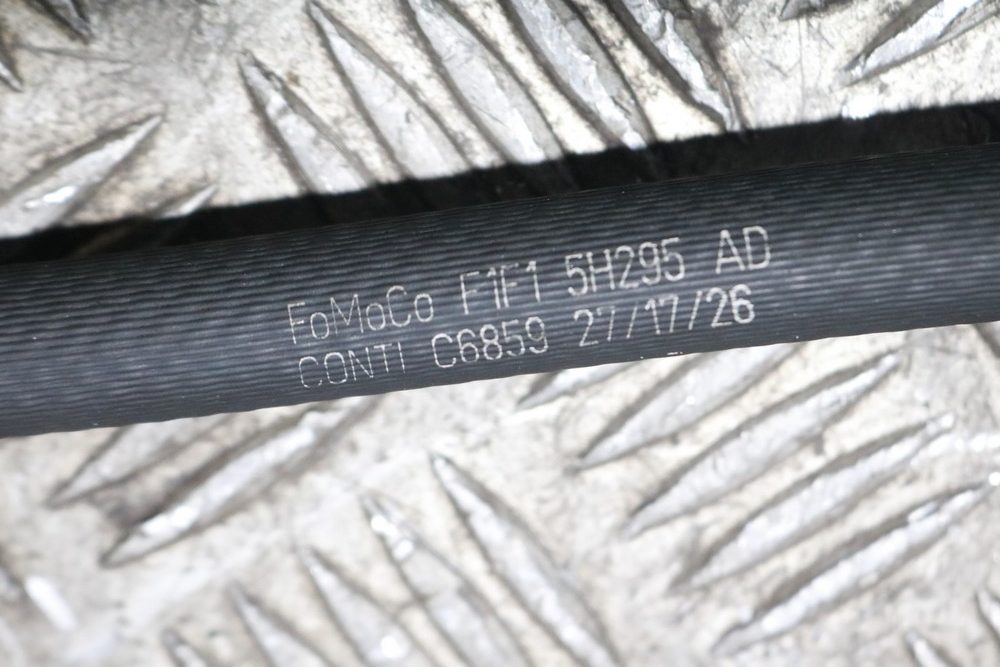 FoMoCo F1F1 5H295 AD
CONTI C6859 27/17/26